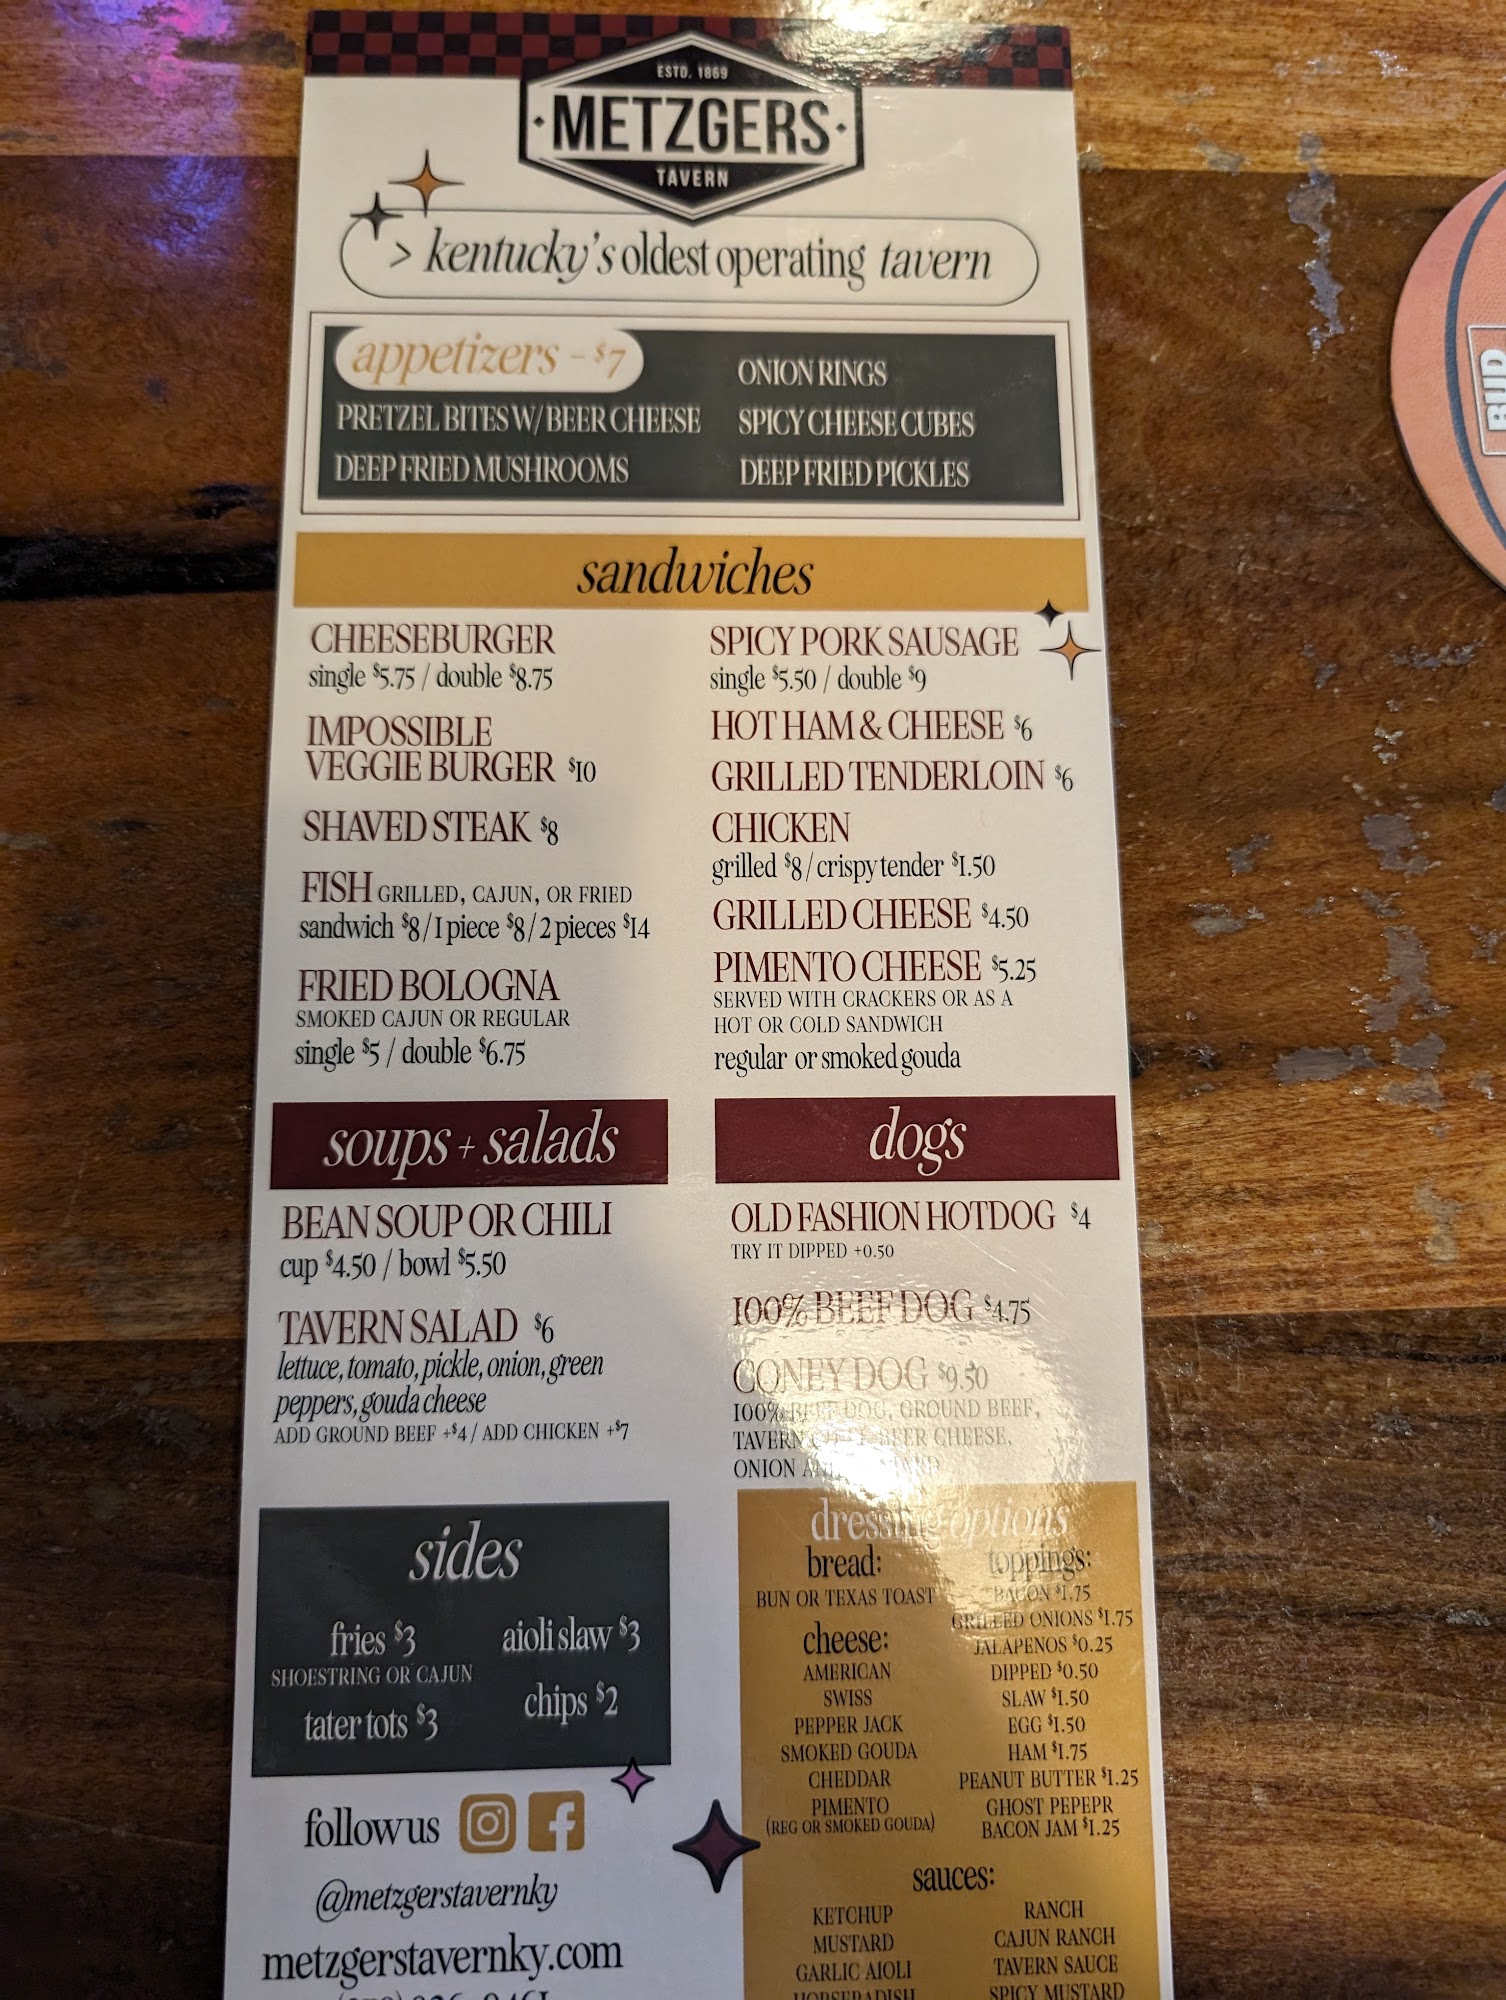 ESTD. 1869
METZGERS
TAVERN
> kentucky's oldest operating tavern
appetizers - $7
PRETZEL BITES W/ BEER CHEESE
DEEP FRIED MUSHROOMS
ONION RINGS
SPICY CHEESE CUBES
DEEP FRIED PICKLES
sandwiches
CHEESEBURGER
single $5.75 / double $8.75
IMPOSSIBLE
VEGGIE BURGER $10
SHAVED STEAK $8
FISH GRILLED, CAJUN, OR FRIED
sandwich $8 / 1 piece $8 / 2 pieces $14
FRIED BOLOGNA
SMOKED CAJUN OR REGULAR
single $5 / double $6.75
SPICY PORK SAUSAGE
single $5.50 / double $9
HOT HAM & CHEESE $6
GRILLED TENDERLOIN $6
CHICKEN
grilled $8 / crispy tender $1.50
GRILLED CHEESE $4.50
PIMENTO CHEESE $5.25
SERVED WITH CRACKERS OR AS A
HOT OR COLD SANDWICH
regular or smoked gouda
soups + salads
BEAN SOUP OR CHILI
cup $4.50 / bowl $5.50
TAVERN SALAD $6
lettuce, tomato, pickle, onion, green
peppers, gouda cheese
ADD GROUND BEEF +$4 / ADD CHICKEN +$7
dogs
OLD FASHION HOTDOG $4
TRY IT DIPPED +0.50
100% BEEF DOG $4.75
CONEY DOG $9.50
100% BEEF DOG, GROUND BEEF,
TAVERN BEER CHEESE,
ONION
sides
fries $3
SHOESTRING OR CAJUN
tater tots $3
aioli slaw $3
chips $2
follow us
@metzgerstavernky
metzgerstavernky.com
dressing options
bread:
BUN OR TEXAS TOAST
cheese:
AMERICAN
SWISS
PEPPER JACK
SMOKED GOUDA
CHEDDAR
PIMENTO
(REG OR SMOKED GOUDA)
toppings:
BACON $1.75
GRILLED ONIONS $1.75
JALAPENOS $0.25
DIPPED $0.50
SLAW $1.50
EGG $1.50
HAM $1.75
PEANUT BUTTER $1.25
GHOST PEPEPR
BACON JAM $1.25
sauces:
KETCHUP
MUSTARD
GARLIC AIOLI
HORSERADISH
RANCH
CAJUN RANCH
TAVERN SAUCE
SPICY MUSTARD
BUD